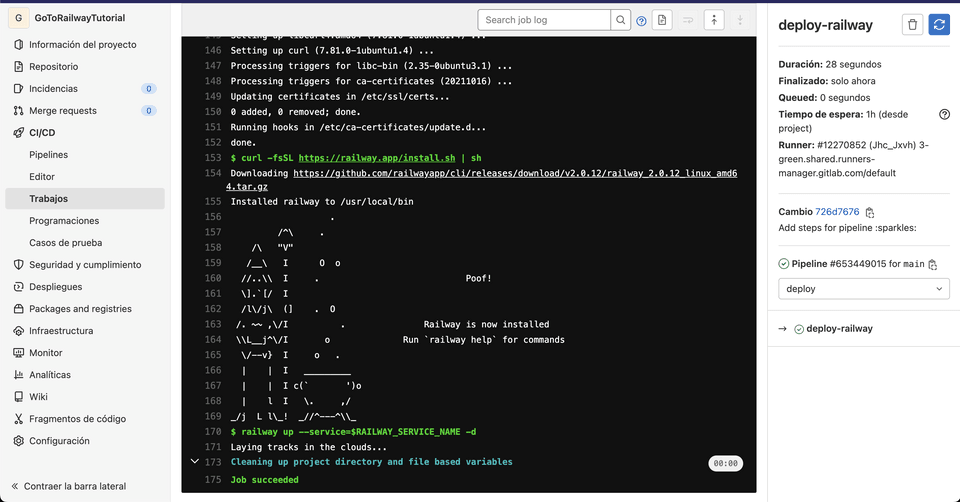 G GoToRailwayTutorial
Información del proyecto
Repositorio
Incidencias 0
Merge requests 0
CI/CD
Pipelines
Editor
Trabajos
Programaciones
Casos de prueba
Seguridad y cumplimiento
Despliegues
Packages and registries
Infraestructura
Monitor
Analíticas
Wiki
Fragmentos de código
Configuración
Contraer la barra lateral
Search job log
146 Setting up curl (7.81.0-1ubuntu1.4) ...
147 Processing triggers for libc-bin (2.35-0ubuntu3.1) ...
148 Processing triggers for ca-certificates (20211016) ...
149 Updating certificates in /etc/ssl/certs...
150 0 added, 0 removed; done.
151 Running hooks in /etc/ca-certificates/update.d...
152 done.
153 $ curl -fsSL https://railway.app/install.sh | sh
154 Downloading https://github.com/railwayapp/cli/releases/download/v2.0.12/railway_2.0.12_linux_amd6
4.tar.gz
155 Installed railway to /usr/local/bin
156 .
157 /^\ .
158 /\ "V"
159 /__\ I O o
160 //..\\ I . Poof!
161 \].`[/ I
162 /l\/j\ (] . O
163 /. ~~ ,\/I . Railway is now installed
164 \\L__j^\/I o Run `railway help` for commands
165 \/--v} I o .
166 | | I _________
167 | | I c(` ')o
168 | l I \. ,/
169 _/j L l\_! _//^---^\\_
170 $ railway up --service=$RAILWAY_SERVICE_NAME -d
171 Laying tracks in the clouds...
173 Cleaning up project directory and file based variables 00:00
175 Job succeeded
deploy-railway
Duración: 28 segundos
Finalizado: solo ahora
Queued: 0 segundos
Tiempo de espera: 1h (desde
project)
Runner: #12270852 (Jhc_Jxvh) 3-
green.shared.runners-
manager.gitlab.com/default
Cambio 726d7676
Add steps for pipeline :sparkles:
Pipeline #653449015 for main
deploy
→ deploy-railway